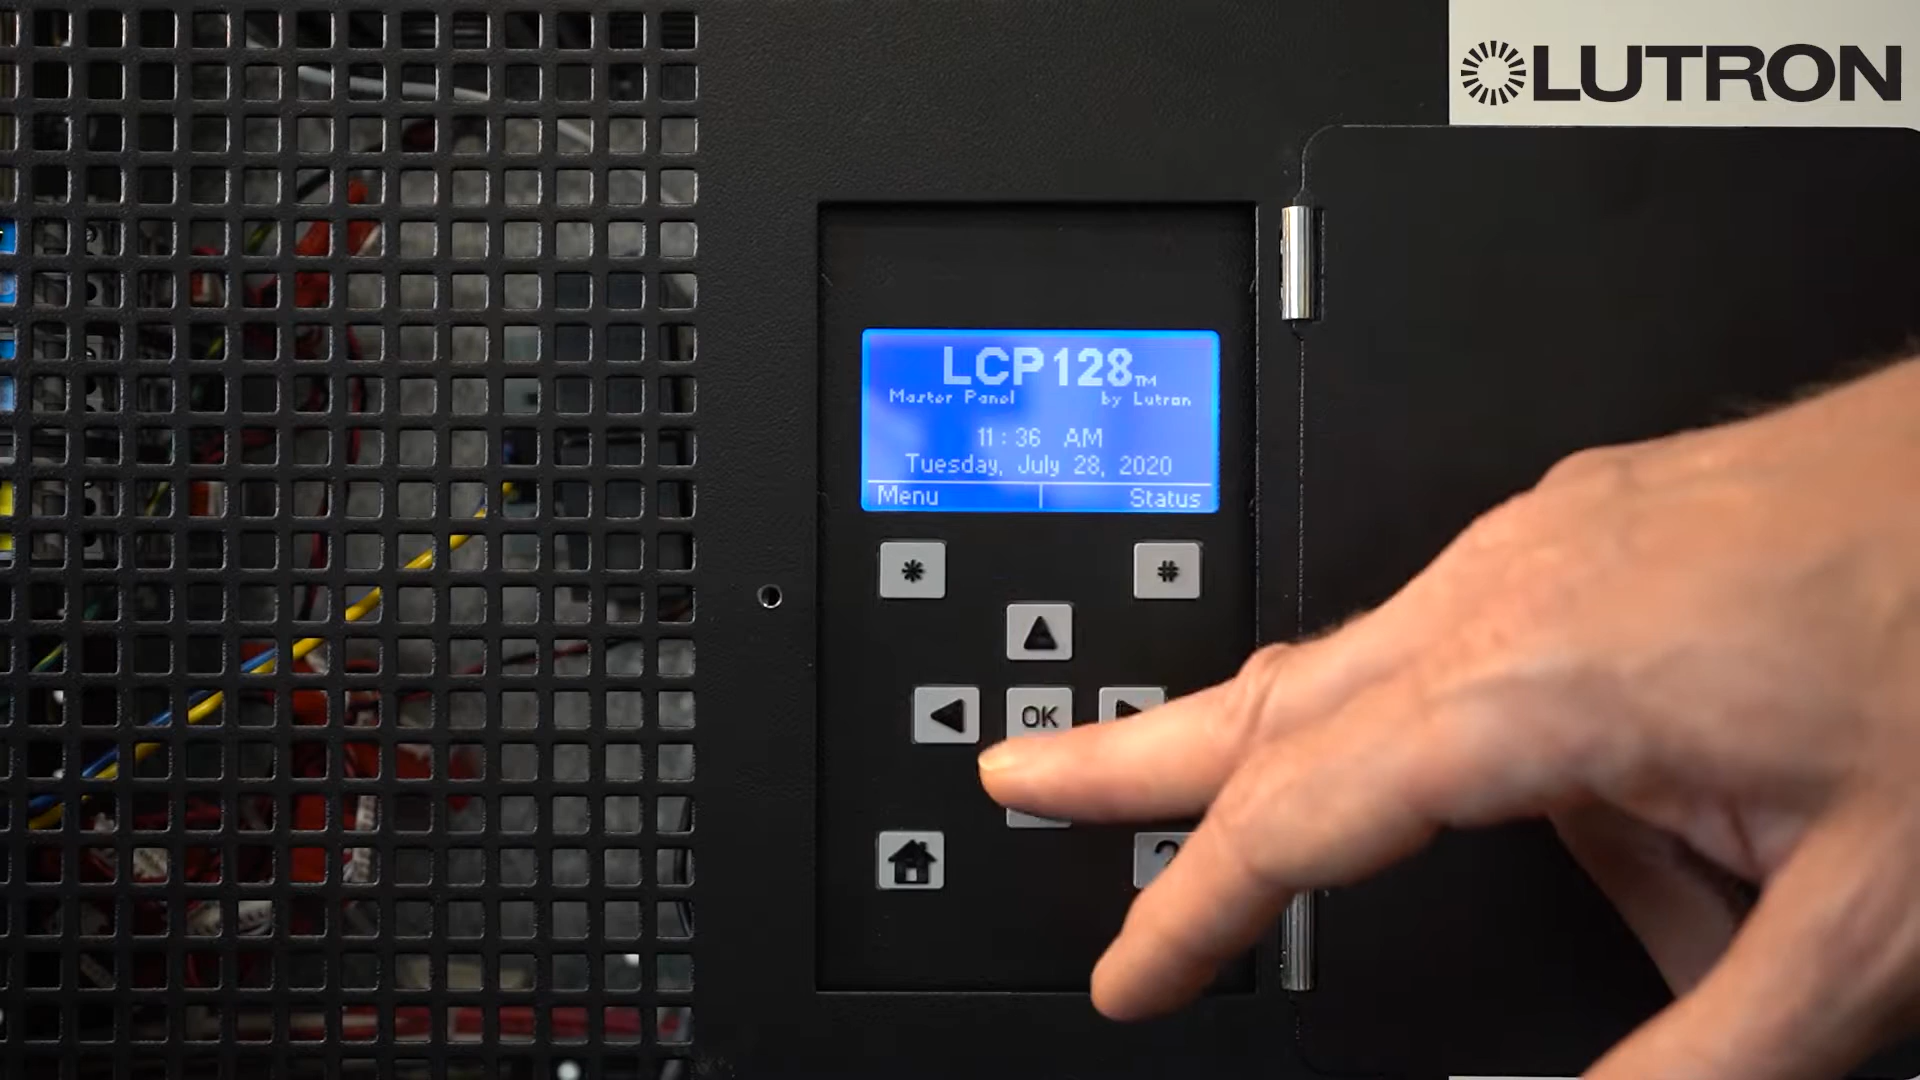 LUTRON
LCP128™
Master Panel by Lutron
11:36 AM
Tuesday, July 28, 2020
Menu | Status
* #
OK
?